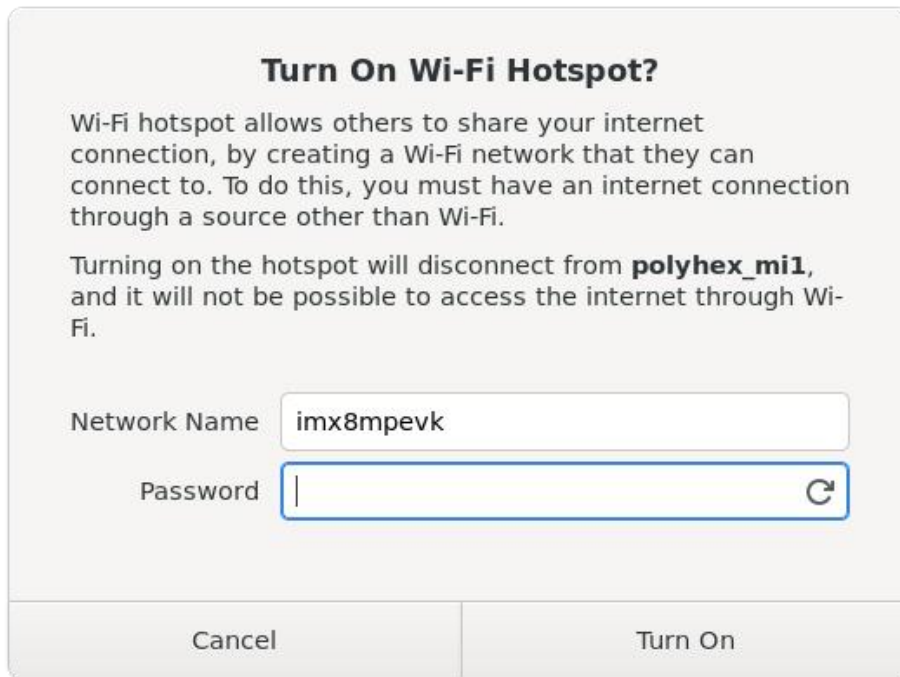 Turn On Wi-Fi Hotspot?
Wi-Fi hotspot allows others to share your internet
connection, by creating a Wi-Fi network that they can
connect to. To do this, you must have an internet connection
through a source other than Wi-Fi.
Turning on the hotspot will disconnect from polyhex_mi1,
and it will not be possible to access the internet through Wi-
Fi.
Network Name imx8mpevk
Password
Cancel Turn On